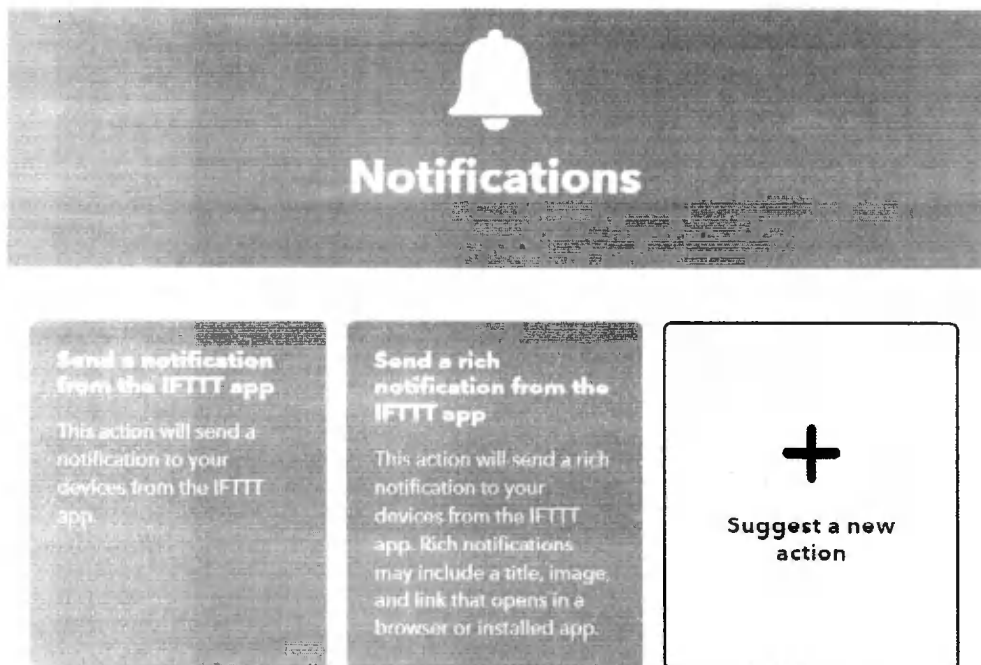 Notifications
Send a notification
from the IFTTT app
This action will send a
notification to your
devices from the IFTTT
app.
Send a rich
notification from the
IFTTT app
This action will send a rich
notification to your
devices from the IFTTT
app. Rich notifications
may include a title, image,
and link that opens in a
browser or installed app.
Suggest a new
action